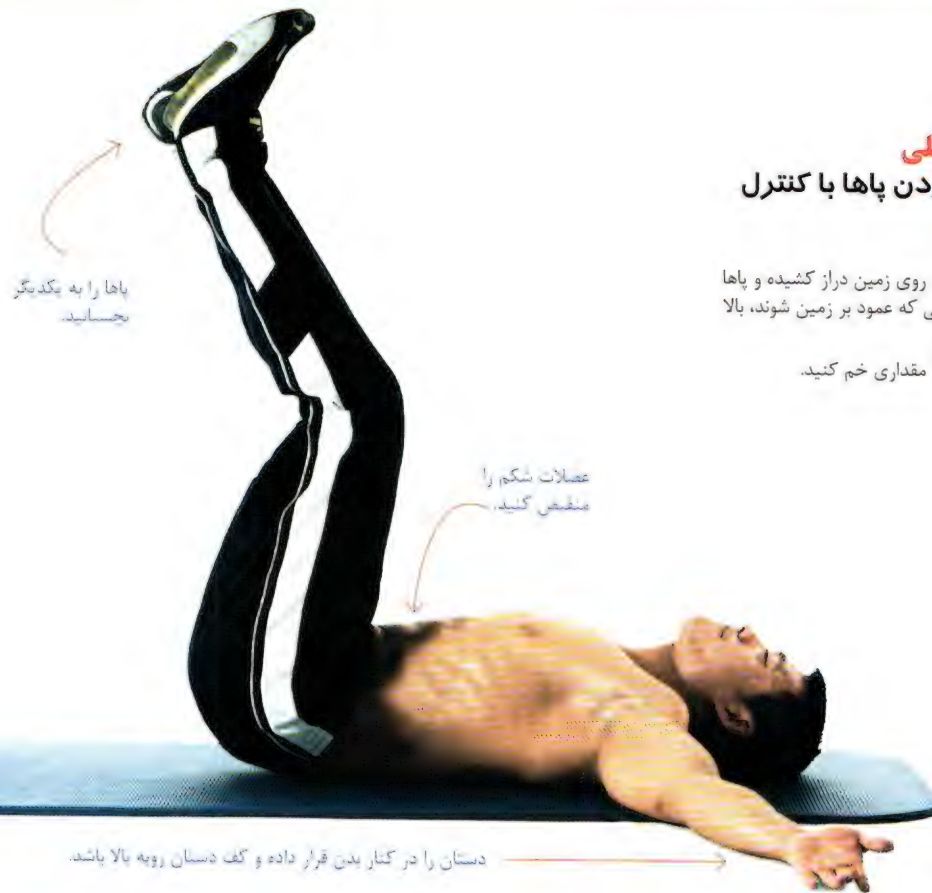 پاها با کنترل
روی زمین دراز کشیده و پاها
که عمود بر زمین شوند، بالا
مقداری خم کنید.
پاها را به یکدیگر
بچسبانید.
عضلات شکم را
منقبض کنید.
دستان را در کنار بدن قرار داده و کف دستان روبه بالا باشد.